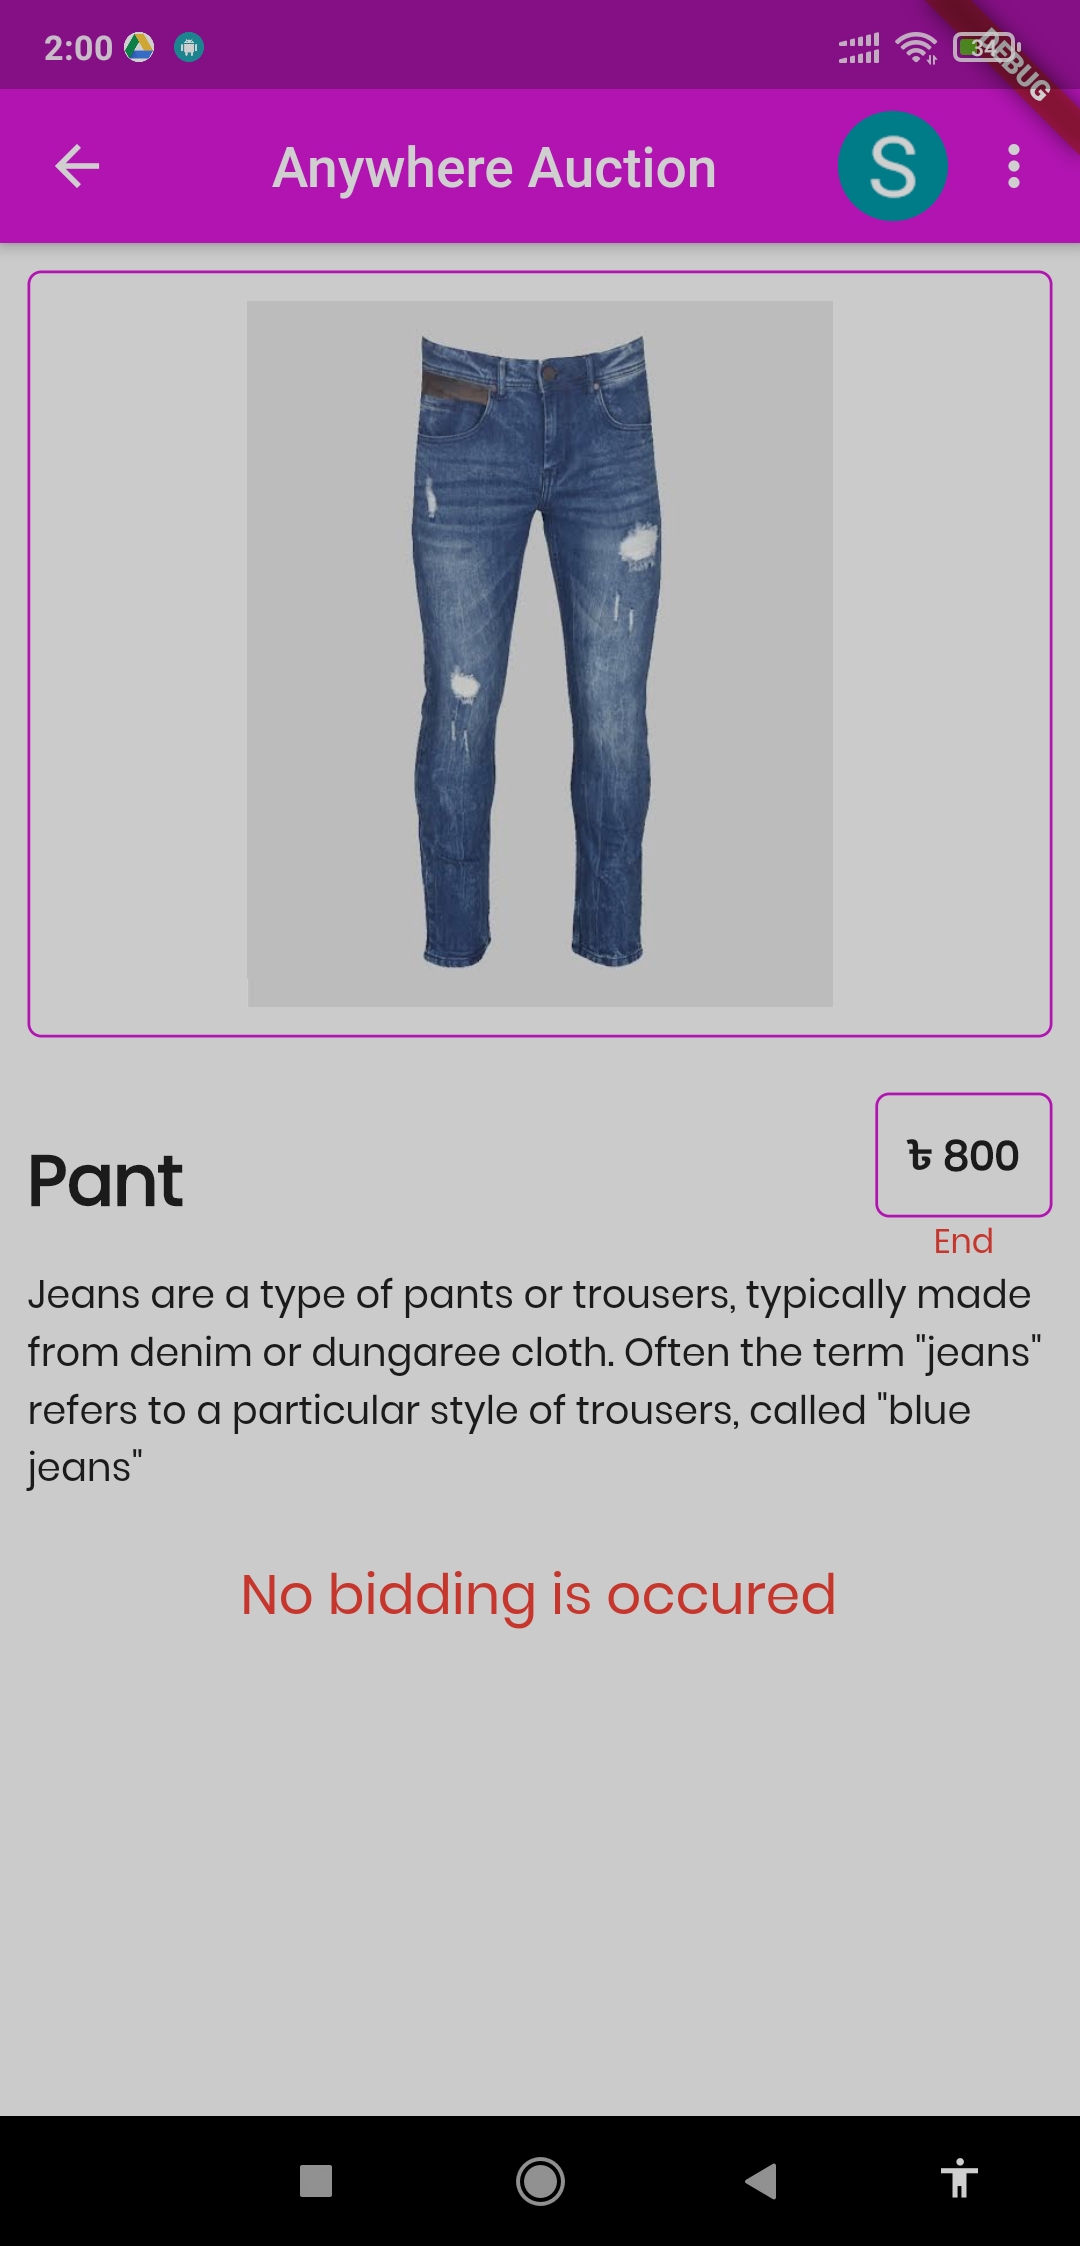 2:00
34
DEBUG
Anywhere Auction
S
Pant
৳ 800
End
Jeans are a type of pants or trousers, typically made
from denim or dungaree cloth. Often the term "jeans"
refers to a particular style of trousers, called "blue
jeans"
No bidding is occured